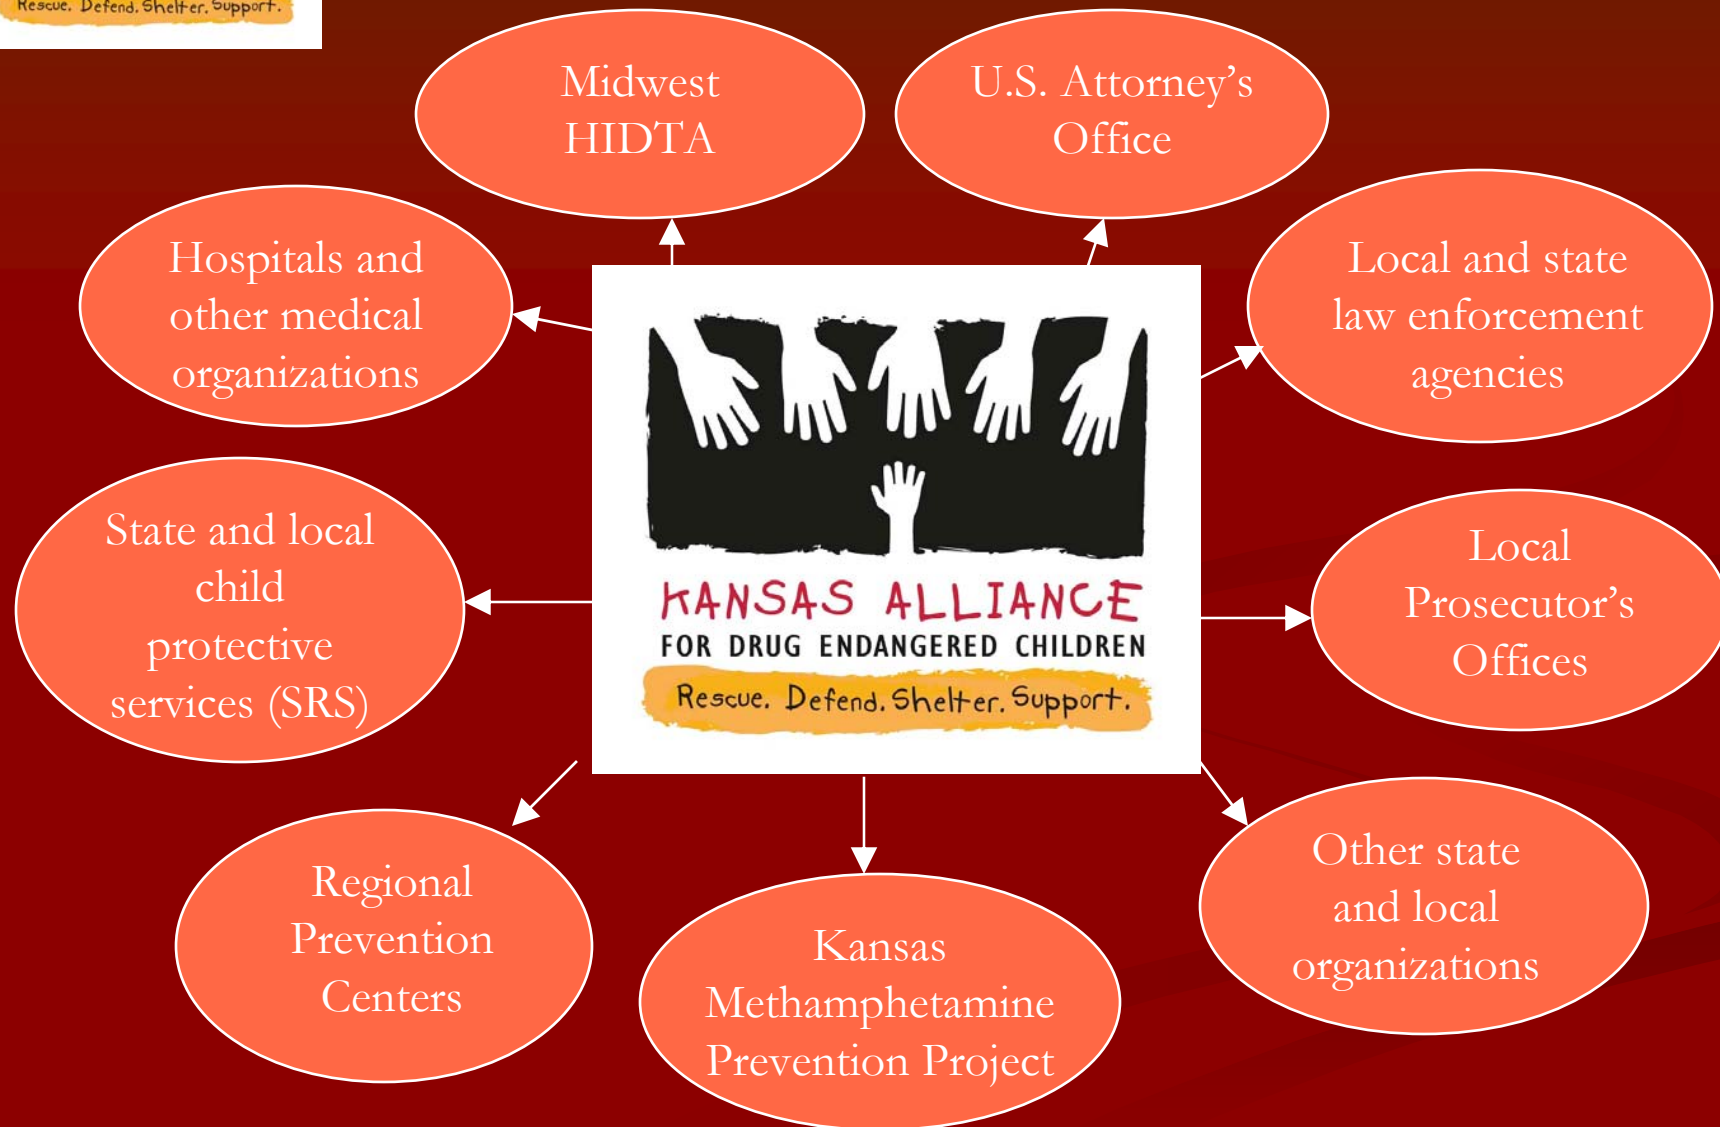 Rescue. Defend. Shelter. Support.
Midwest
HIDTA
U.S. Attorney’s
Office
Hospitals and
other medical
organizations
Local and state
law enforcement
agencies
State and local
child
protective
services (SRS)
KANSAS ALLIANCE
FOR DRUG ENDANGERED CHILDREN
Rescue. Defend. Shelter. Support.
Local
Prosecutor’s
Offices
Regional
Prevention
Centers
Kansas
Methamphetamine
Prevention Project
Other state
and local
organizations